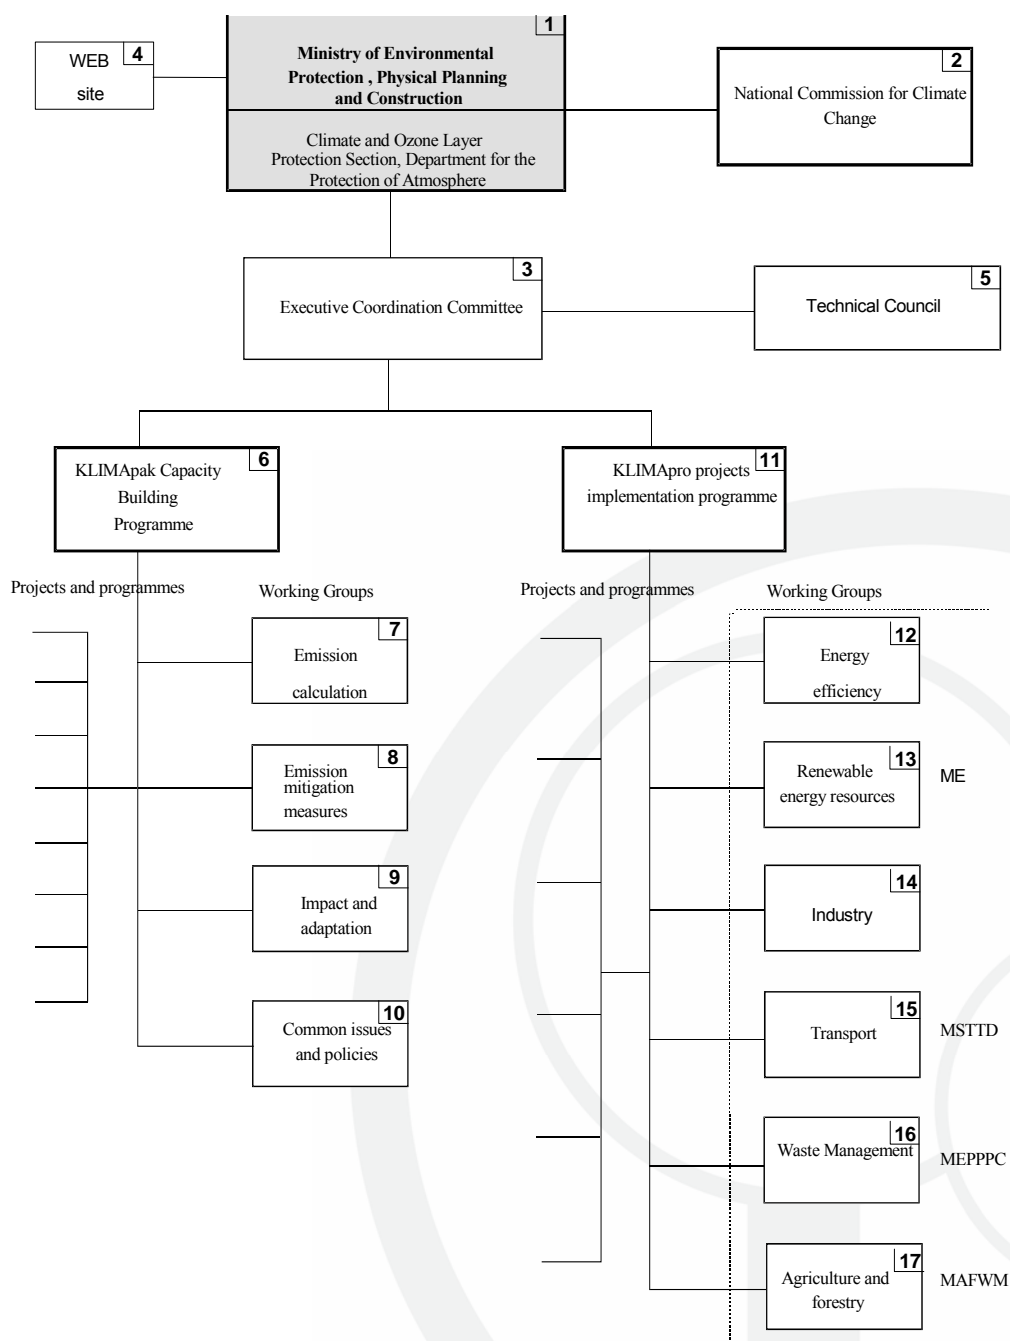 1
Ministry of Environmental
Protection , Physical Planning
and Construction
Climate and Ozone Layer
Protection Section, Department for the
Protection of Atmosphere
4
WEB
site
2
National Commission for Climate
Change
3
Executive Coordination Committee
5
Technical Council
6
KLIMApak Capacity
Building
Programme
11
KLIMApro projects
implementation programme
Projects and programmes
Working Groups
7
Emission
calculation
8
Emission
mitigation
measures
9
Impact and
adaptation
10
Common issues
and policies
Projects and programmes
Working Groups
12
Energy
efficiency
13
Renewable
energy resources
ME
14
Industry
15
Transport
MSTTD
16
Waste Management
MEPPPC
17
Agriculture and
forestry
MAFWM